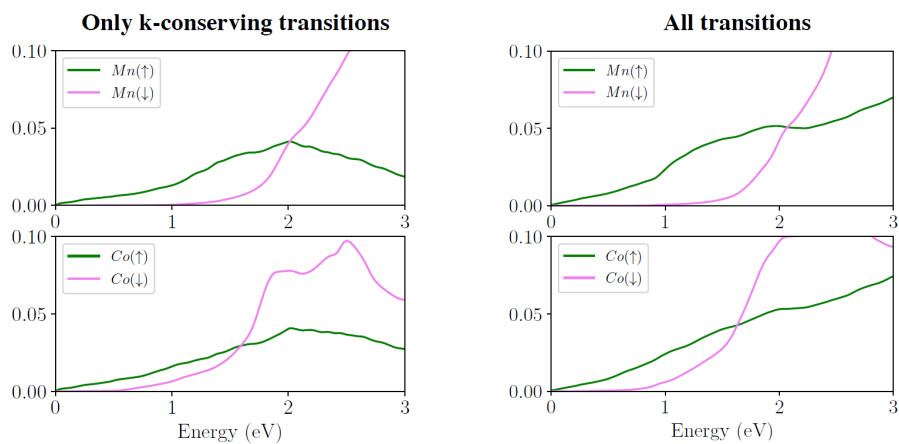 Only k-conserving transitions
0.10
0.05
0.00
Mn(↑)
Mn(↓)
0 1 2 3
0.10
0.05
0.00
Co(↑)
Co(↓)
0 1 2 3
Energy (eV)
All transitions
0.10
0.05
0.00
Mn(↑)
Mn(↓)
0 1 2 3
0.10
0.05
0.00
Co(↑)
Co(↓)
0 1 2 3
Energy (eV)